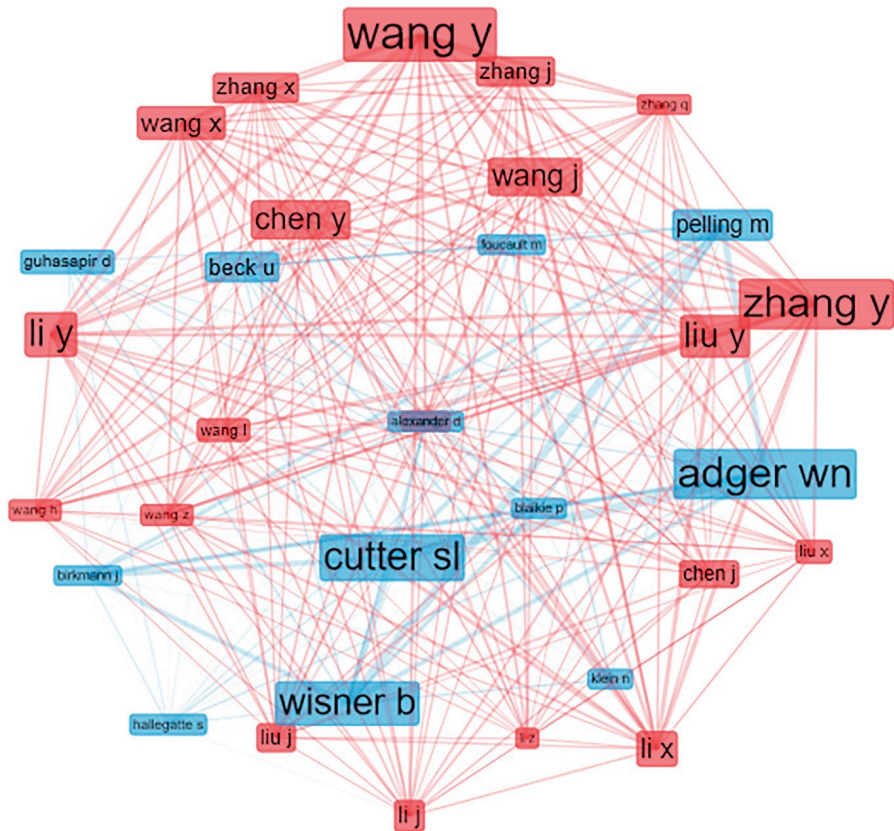 wang y
zhang j
zhang x
zhang q
wang x
wang j
chen y
pelling m
foucault m
guhasapir d
beck u
zhang y
li y
liu y
alexander d
wang l
adger wn
blaikie p
wang h
wang z
cutter sl
liu x
birkmann j
chen j
klein n
wisner b
hallegatte s
liu j
li z
li x
li j